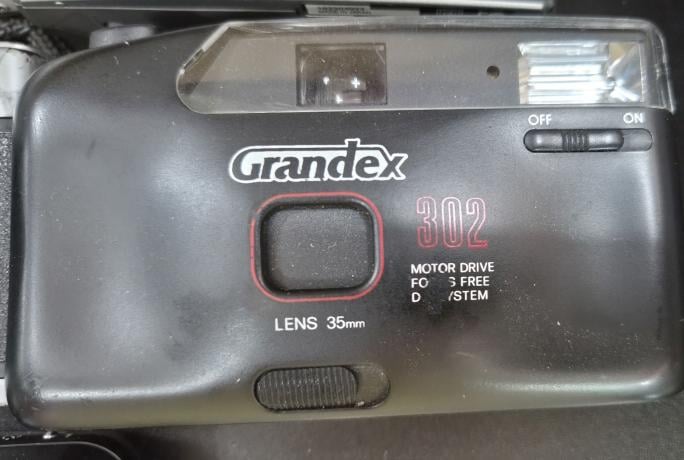 OFF ON
Grandex
302
MOTOR DRIVE
FREE
LENS 35mm